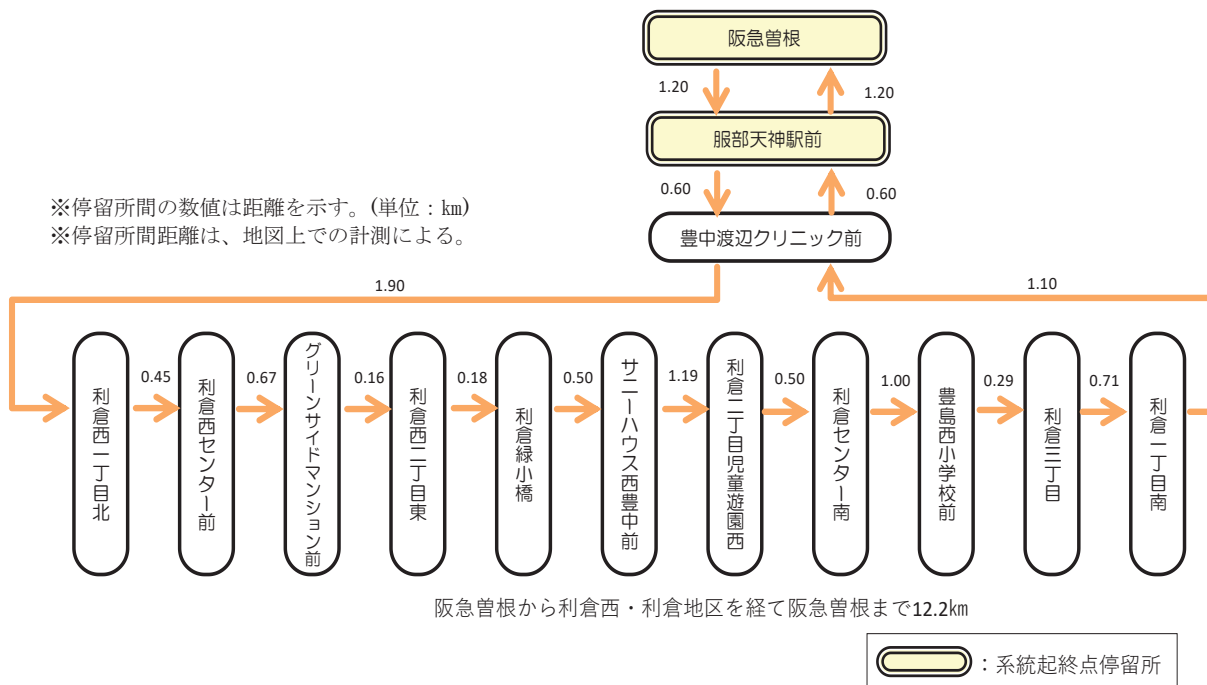 阪急曽根
1.20
1.20
服部天神駅前
0.60
0.60
※停留所間の数値は距離を示す。(単位：㎞)
※停留所間距離は、地図上での計測による。
豊中渡辺クリニック前
1.90
1.10
利倉西一丁目北
0.45
利倉西センター前
0.67
グリーンサイドマンション前
0.16
利倉西二丁目東
0.18
利倉緑小橋
0.50
サニーハウス西豊中前
1.19
利倉二丁目児童遊園西
0.50
利倉センター南
1.00
豊島西小学校前
0.29
利倉三丁目
0.71
利倉一丁目南
阪急曽根から利倉西・利倉地区を経て阪急曽根まで12.2㎞
：系統起終点停留所